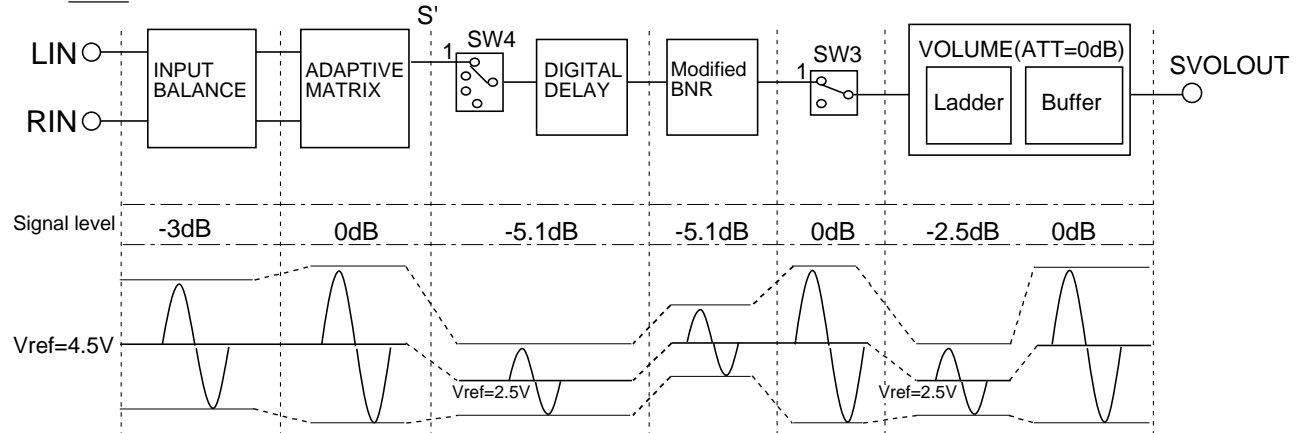 S'
LIN
RIN
INPUT
BALANCE
ADAPTIVE
MATRIX
1
SW4
DIGITAL
DELAY
Modified
BNR
1
SW3
VOLUME(ATT=0dB)
Ladder
Buffer
SVOLOUT
Signal level
-3dB
0dB
-5.1dB
-5.1dB
0dB
-2.5dB
0dB
Vref=4.5V
Vref=2.5V
Vref=2.5V